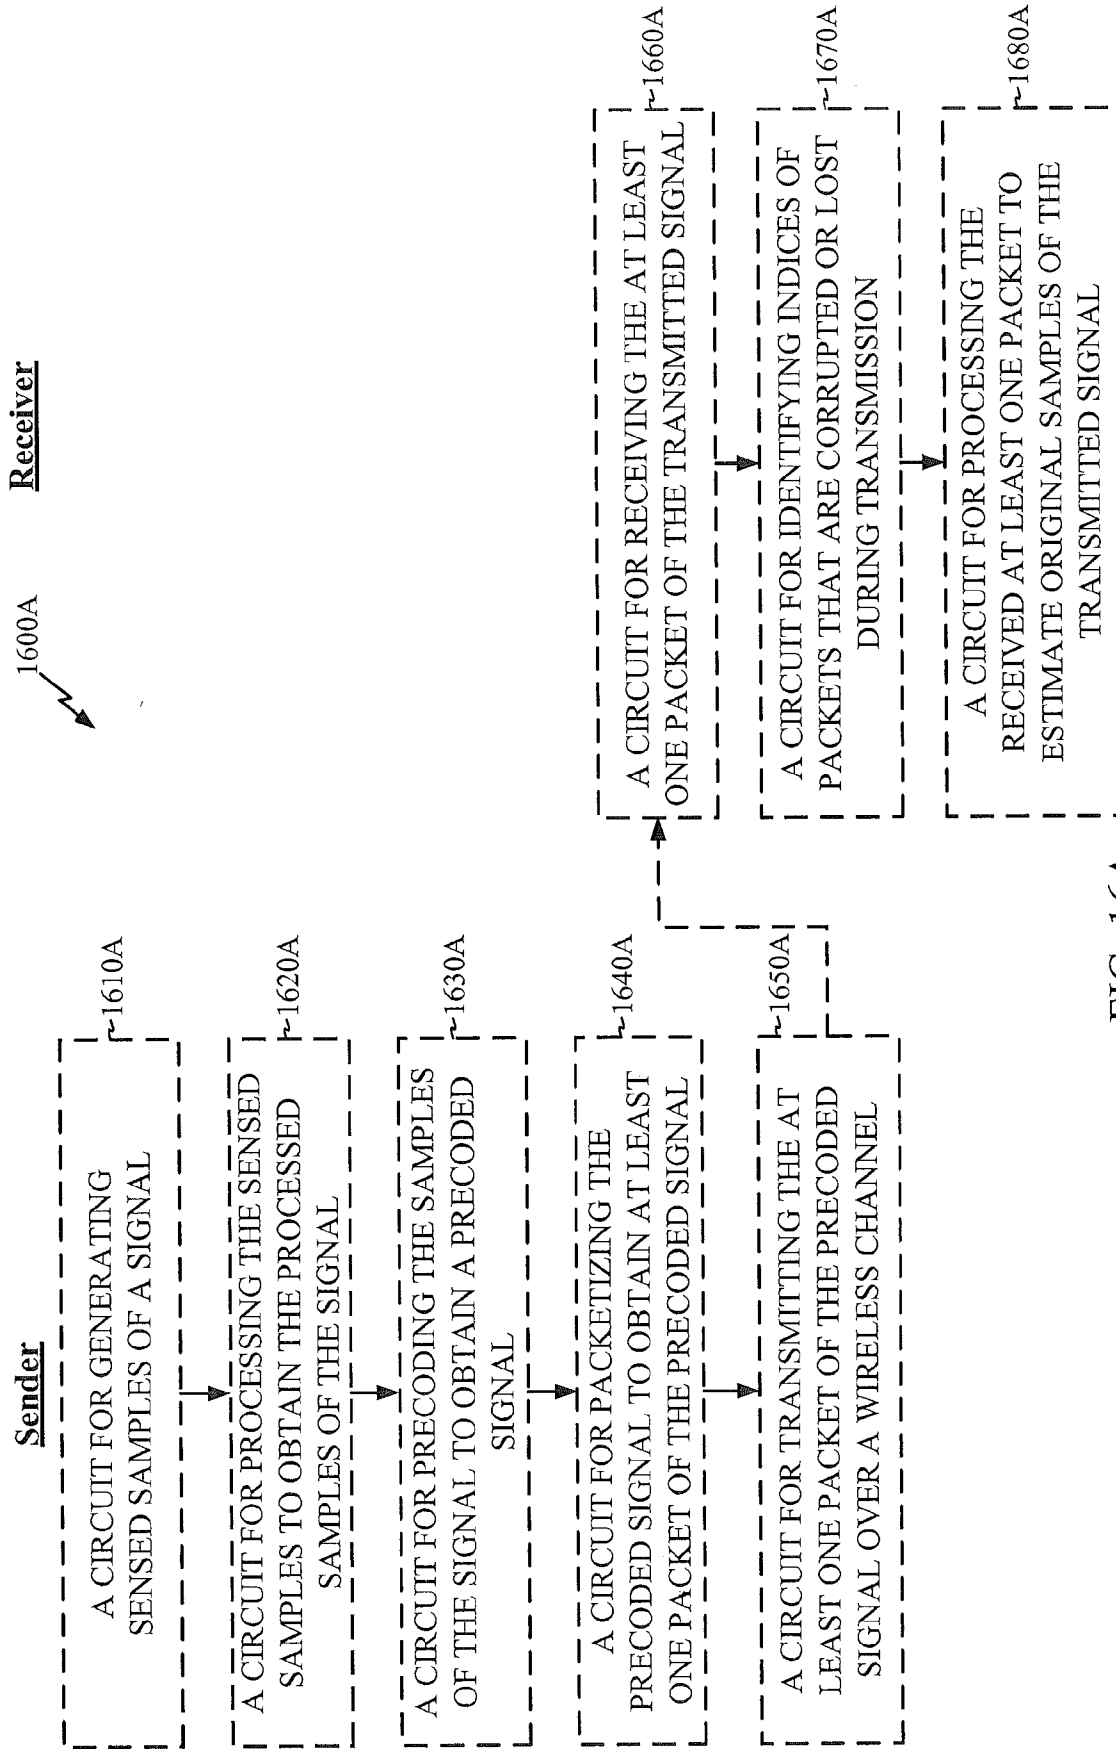 1600A
Sender
Receiver
A CIRCUIT FOR GENERATING
SENSED SAMPLES OF A SIGNAL
1610A
A CIRCUIT FOR PROCESSING THE SENSED
SAMPLES TO OBTAIN THE PROCESSED
SAMPLES OF THE SIGNAL
1620A
A CIRCUIT FOR PRECODING THE SAMPLES
OF THE SIGNAL TO OBTAIN A PRECODED
SIGNAL
1630A
A CIRCUIT FOR PACKETIZING THE
PRECODED SIGNAL TO OBTAIN AT LEAST
ONE PACKET OF THE PRECODED SIGNAL
1640A
A CIRCUIT FOR TRANSMITTING THE AT
LEAST ONE PACKET OF THE PRECODED
SIGNAL OVER A WIRELESS CHANNEL
1650A
A CIRCUIT FOR RECEIVING THE AT LEAST
ONE PACKET OF THE TRANSMITTED SIGNAL
1660A
A CIRCUIT FOR IDENTIFYING INDICES OF
PACKETS THAT ARE CORRUPTED OR LOST
DURING TRANSMISSION
1670A
A CIRCUIT FOR PROCESSING THE
RECEIVED AT LEAST ONE PACKET TO
ESTIMATE ORIGINAL SAMPLES OF THE
TRANSMITTED SIGNAL
1680A
FIG. 16A